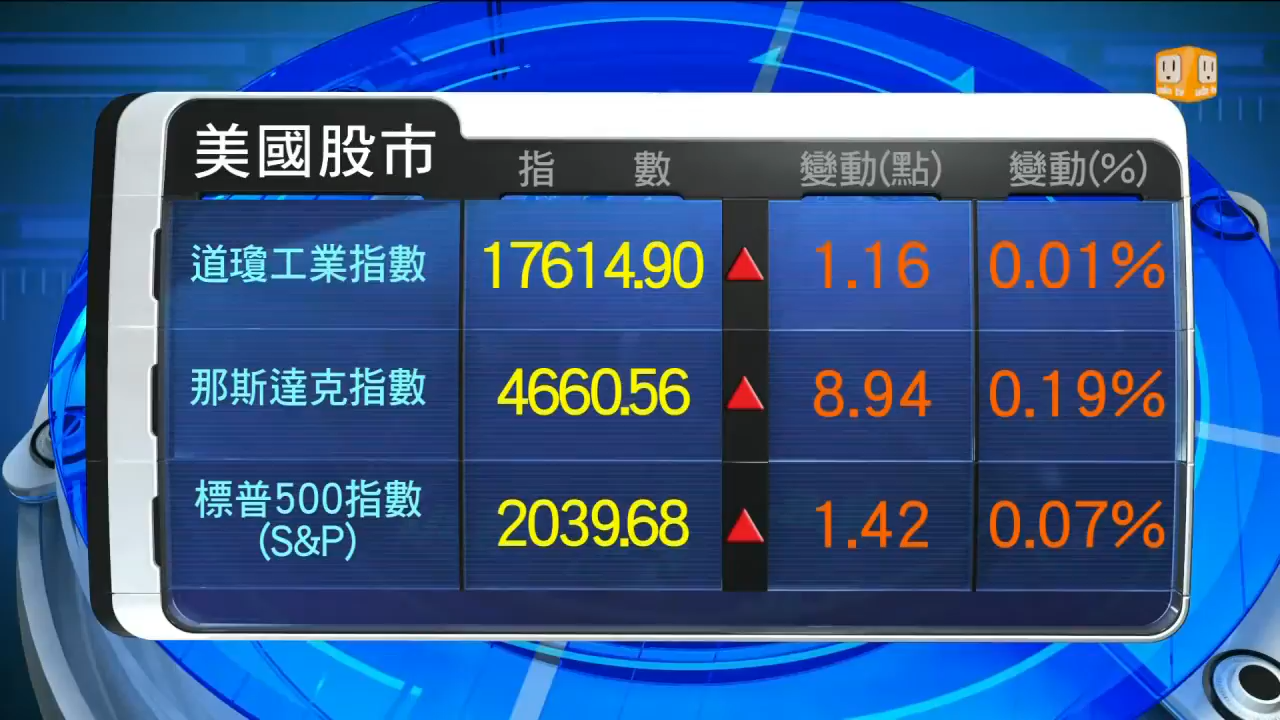 美國股市
指數 變動(點) 變動(%)
道瓊工業指數 17614.90 ▲ 1.16 0.01%
那斯達克指數 4660.56 ▲ 8.94 0.19%
標普500指數 2039.68 ▲ 1.42 0.07%
(S&P)